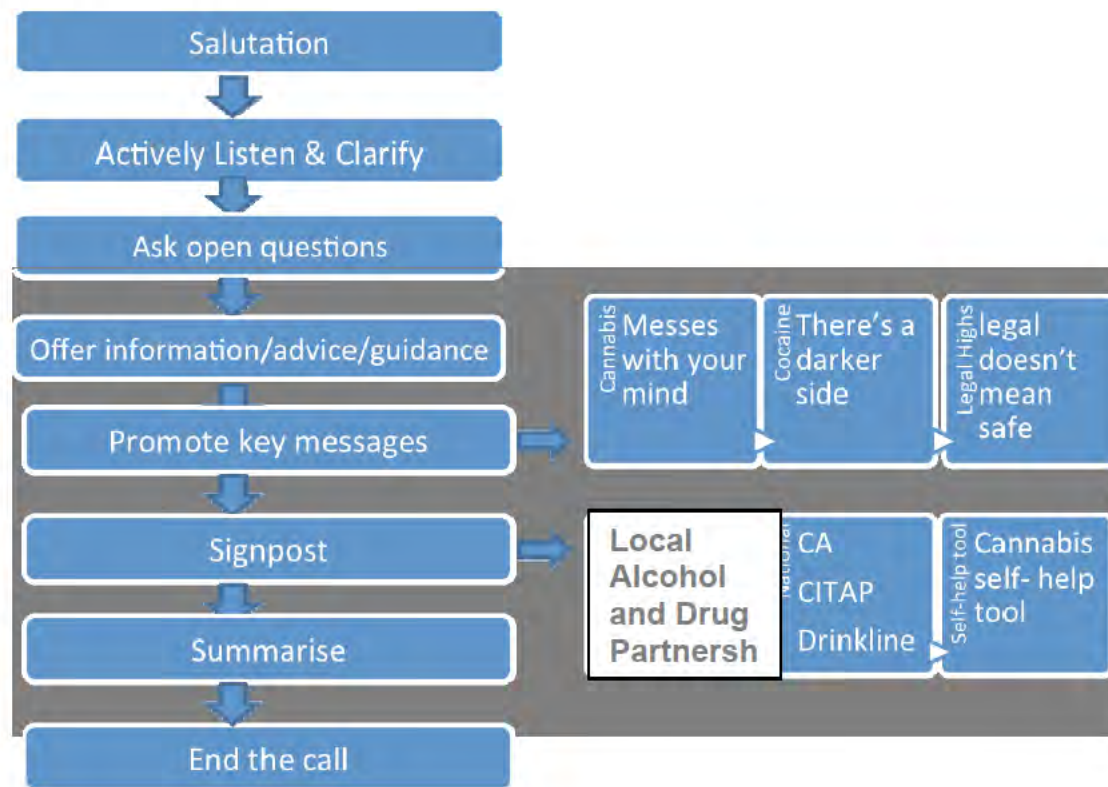 Salutation
Actively Listen & Clarify
Ask open questions
Offer information/advice/guidance
Promote key messages
Cannabis
Messes
with your
mind
Cocaine
There's a
darker
side
Legal Highs
legal
doesn't
mean
safe
Signpost
Local
Alcohol
and Drug
Partnersh
National
CA
CITAP
Drinkline
Self-help tool
Cannabis
self- help
tool
Summarise
End the call